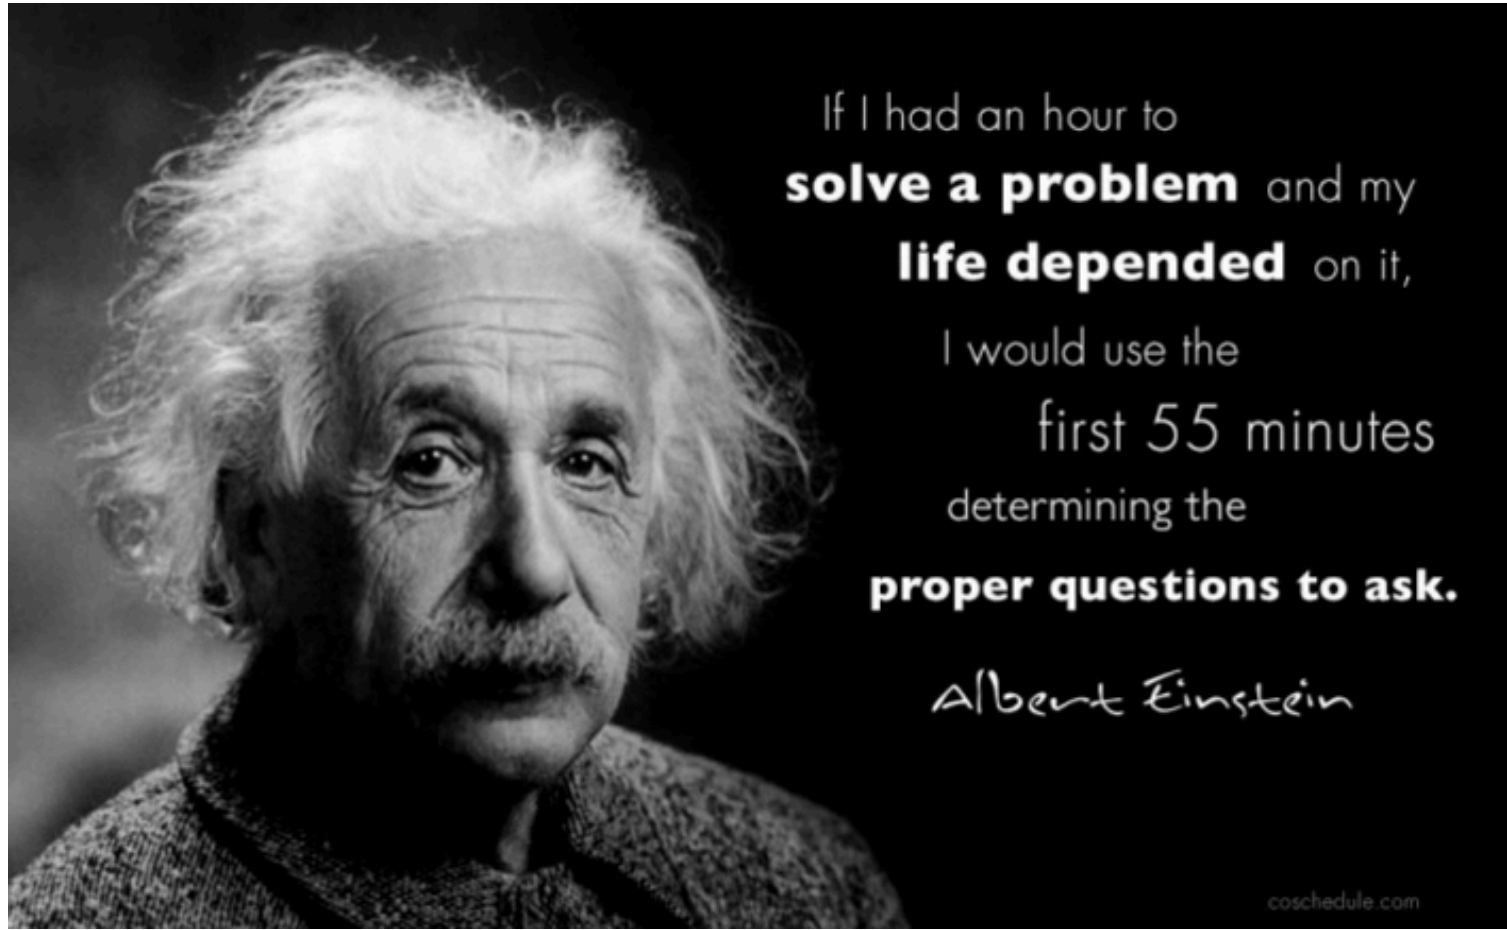 If I had an hour to
solve a problem and my
life depended on it,
I would use the
first 55 minutes
determining the
proper questions to ask.
Albert Einstein
coschedule.com